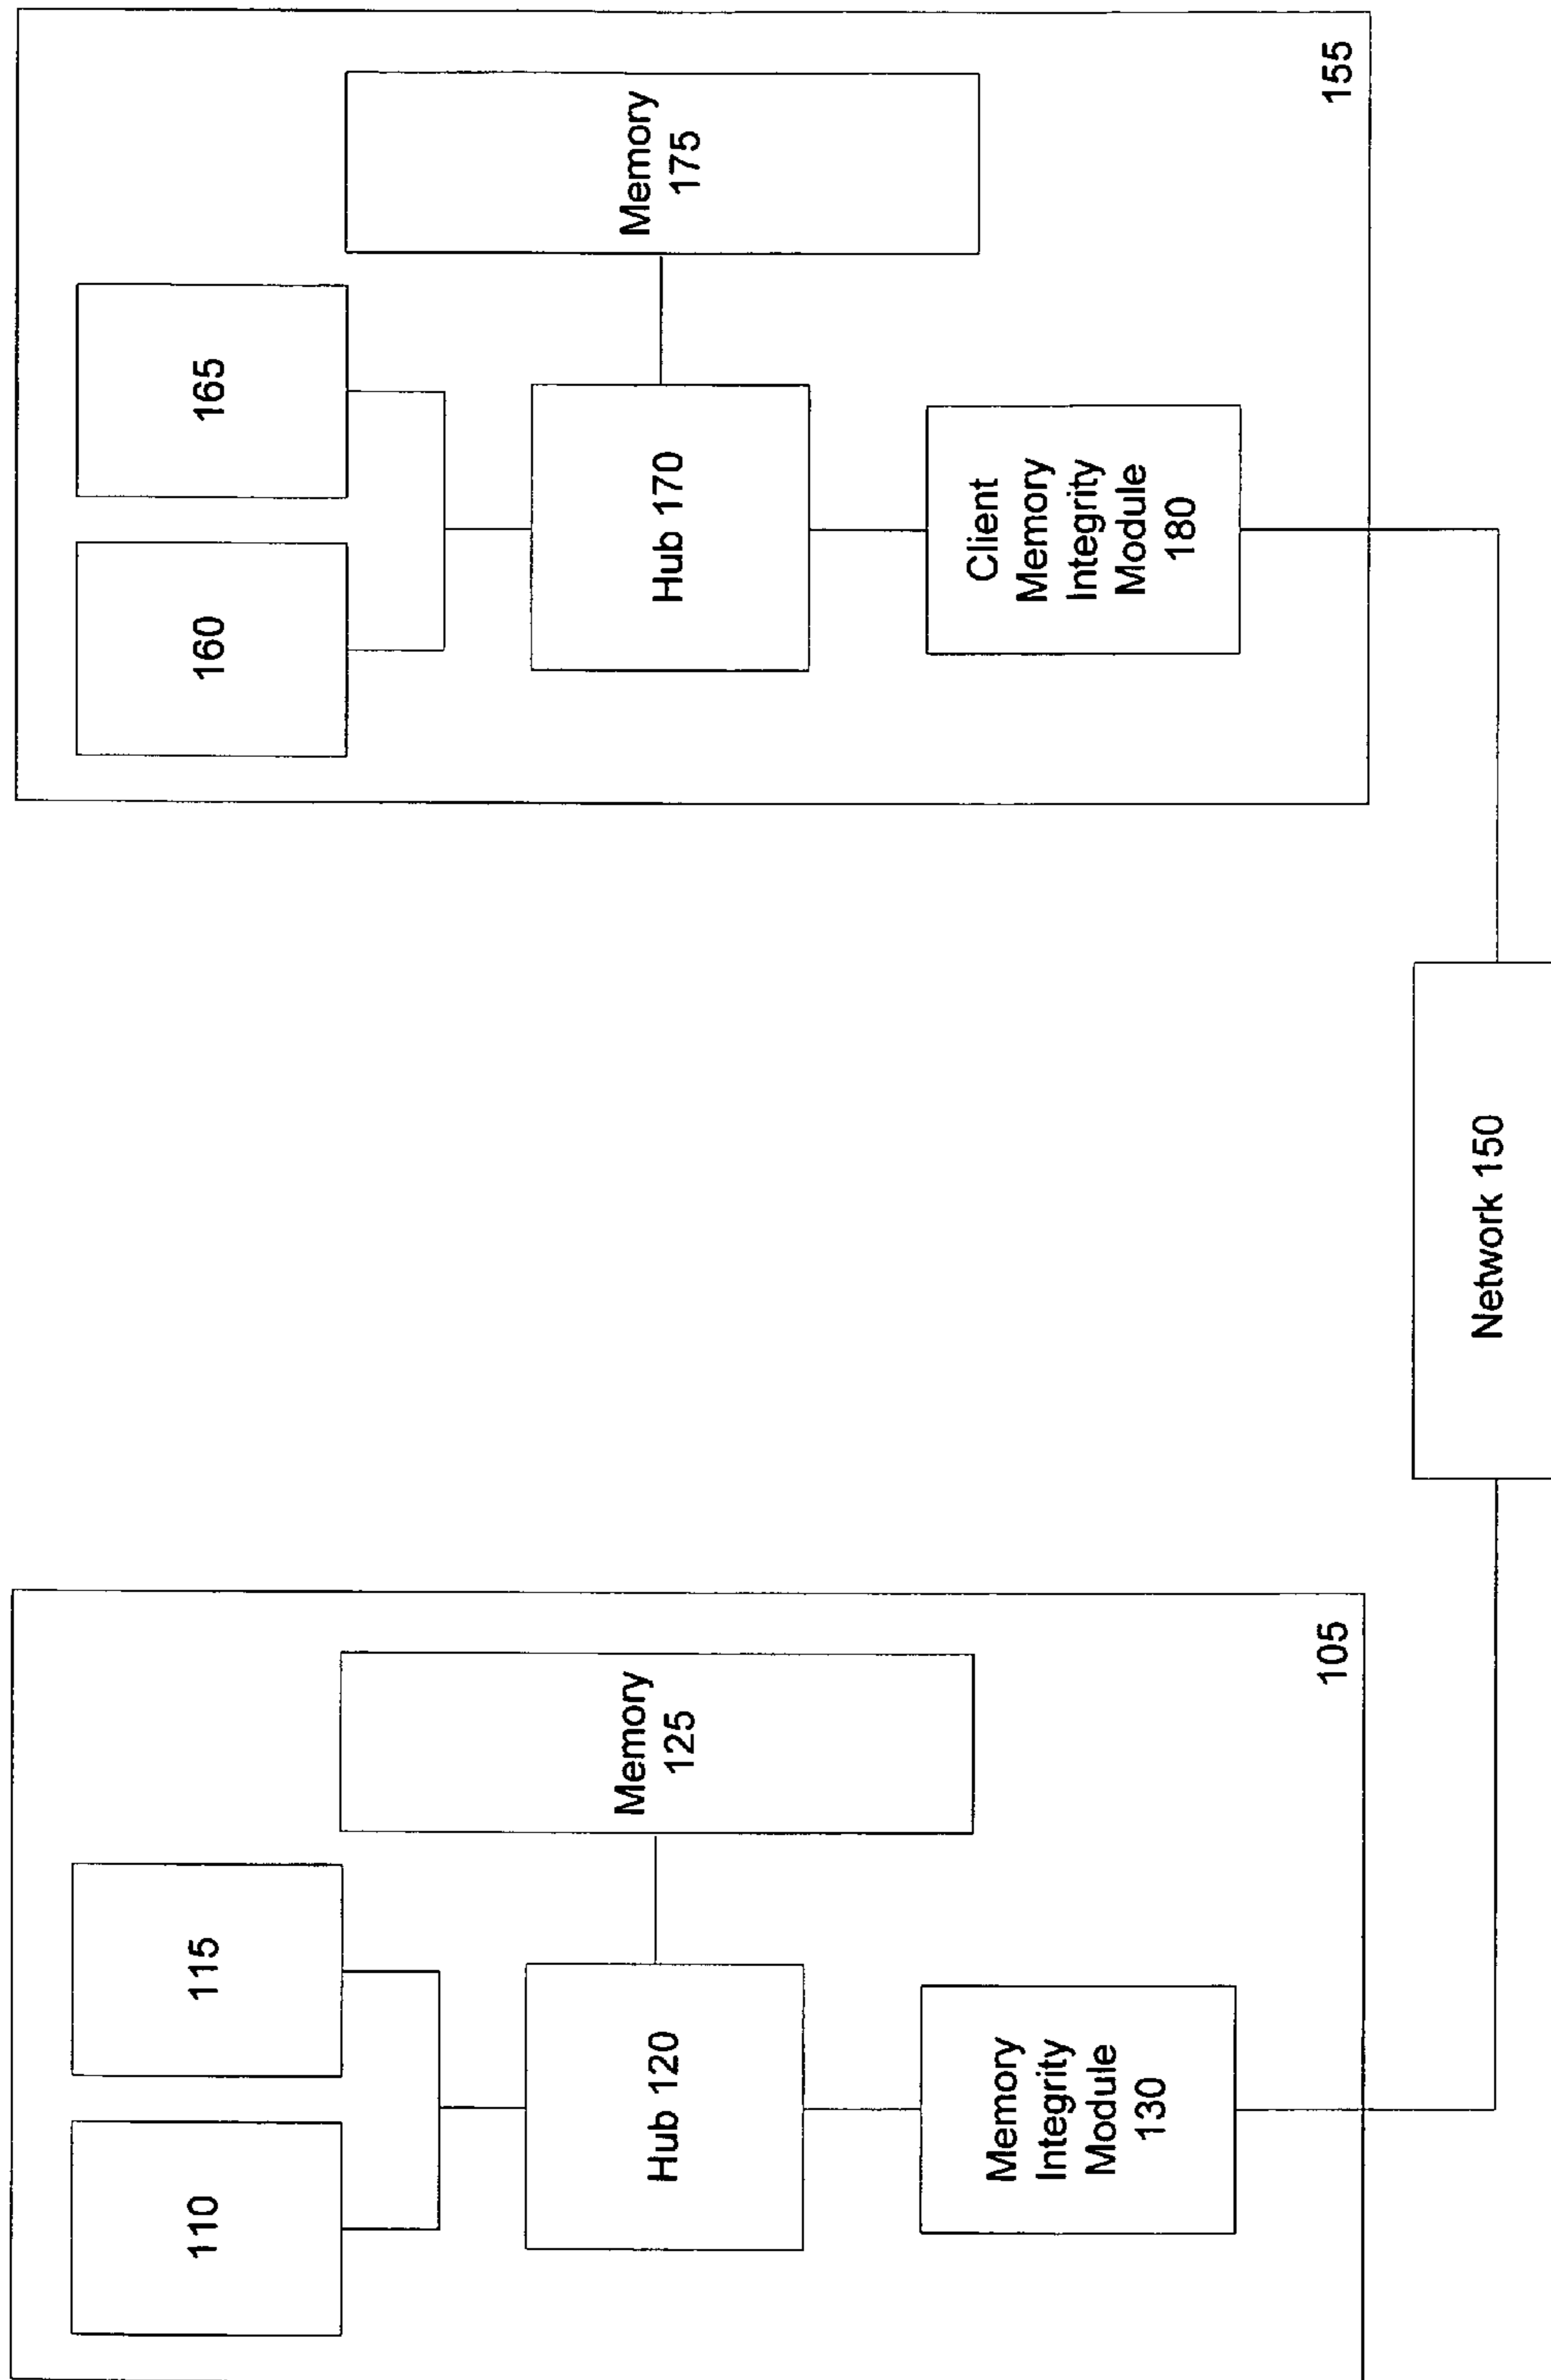 110
115
Memory
125
Hub 120
Memory
Integrity
Module
130
105
Network 150
160
165
Memory
175
Hub 170
Client
Memory
Integrity
Module
180
155